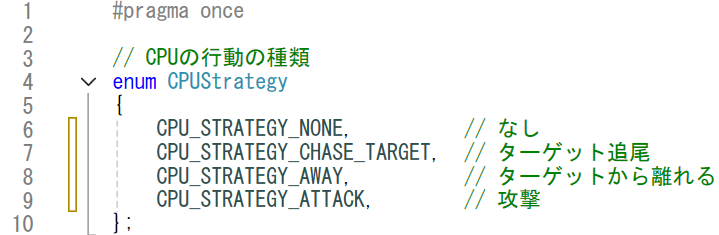 1 #pragma once
2
3 // CPUの行動の種類
4 enum CPUStrategy
5 {
6 CPU_STRATEGY_NONE, // なし
7 CPU_STRATEGY_CHASE_TARGET, // ターゲット追尾
8 CPU_STRATEGY_AWAY, // ターゲットから離れる
9 CPU_STRATEGY_ATTACK, // 攻撃
10 };